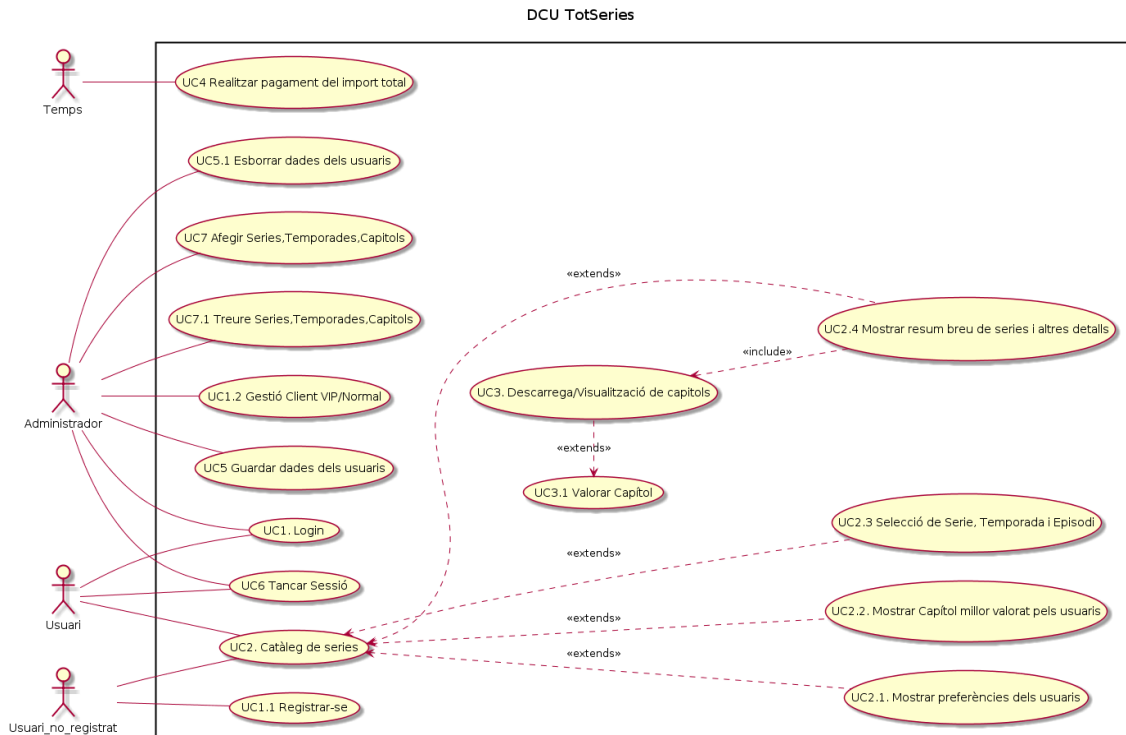 DCU TotSeries
Temps
UC4 Realitzar pagament del import total
UC5.1 Esborrar dades dels usuaris
UC7 Afegir Series,Temporades,Capitols
«extends»
UC7.1 Treure Series,Temporades,Capitols
UC2.4 Mostrar resum breu de series i altres detalls
«include»
Administrador
UC1.2 Gestió Client VIP/Normal
UC3. Descarrega/Visualització de capitols
«extends»
UC5 Guardar dades dels usuaris
UC3.1 Valorar Capítol
UC1. Login
UC2.3 Selecció de Serie, Temporada i Episodi
«extends»
Usuari
UC6 Tancar Sessió
UC2.2. Mostrar Capítol millor valorat pels usuaris
«extends»
UC2. Catàleg de series
«extends»
UC2.1. Mostrar preferències dels usuaris
Usuari_no_registrat
UC1.1 Registrar-se